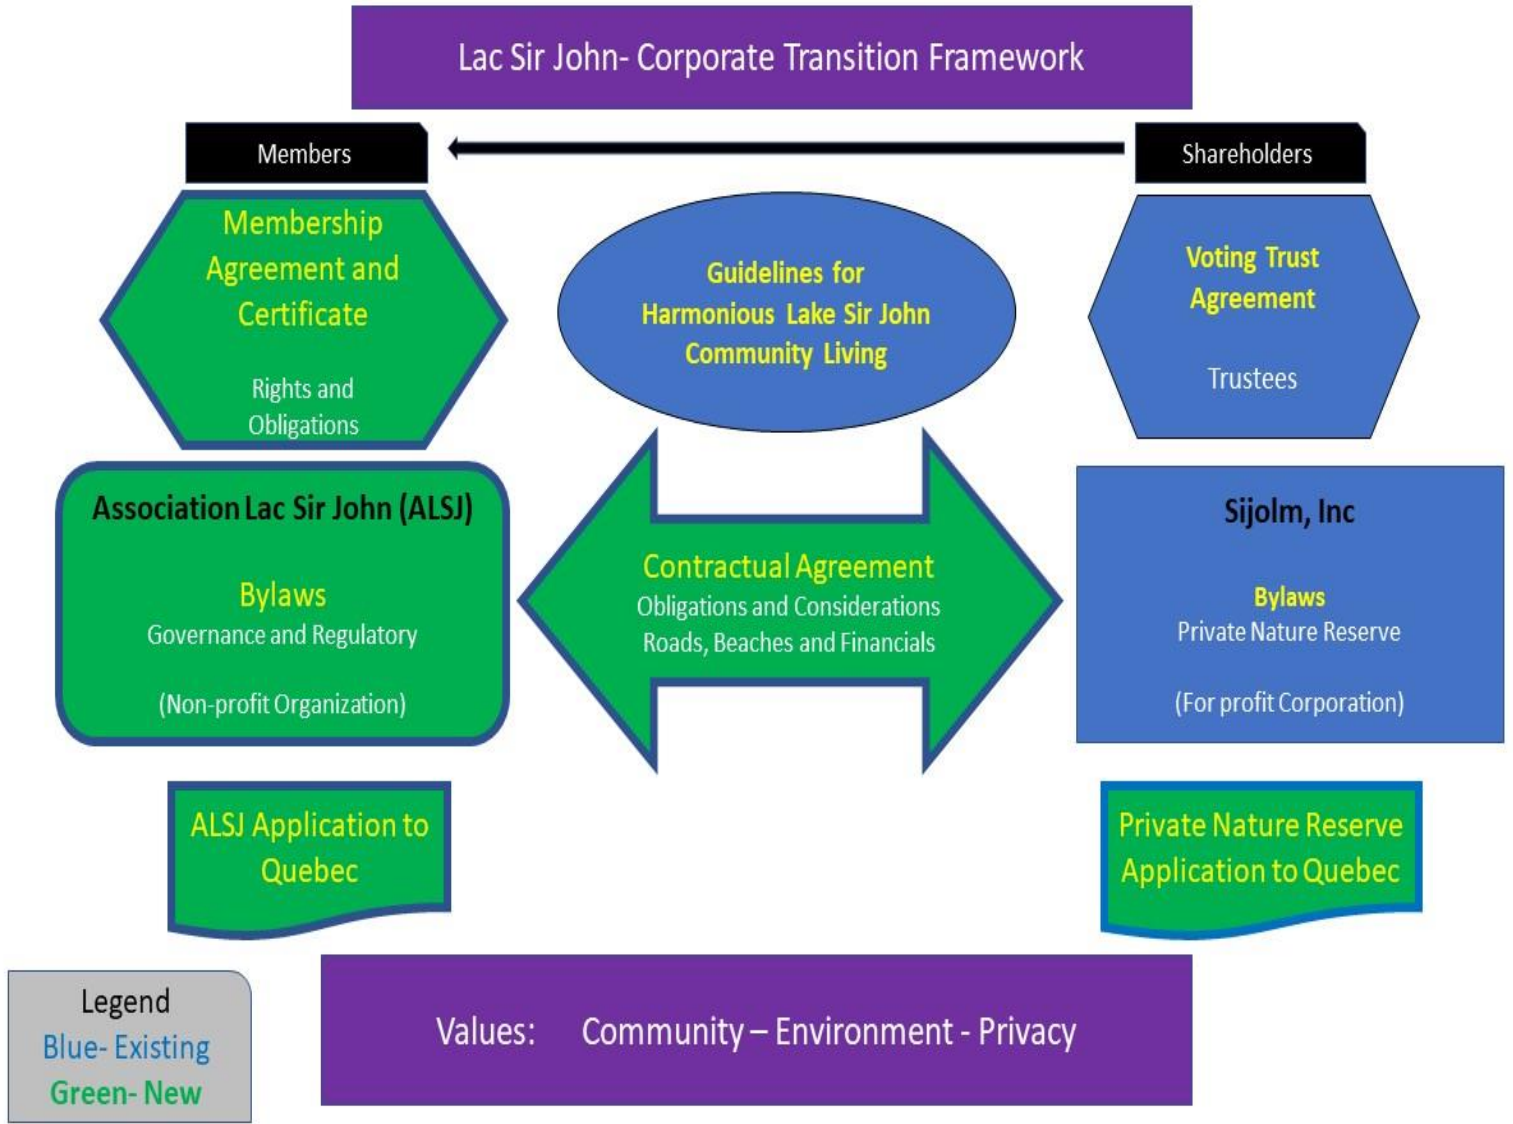 Lac Sir John- Corporate Transition Framework
Members
Shareholders
Membership
Agreement and
Certificate
Rights and
Obligations
Guidelines for
Harmonious Lake Sir John
Community Living
Voting Trust
Agreement
Trustees
Association Lac Sir John (ALSJ)
Bylaws
Governance and Regulatory
(Non-profit Organization)
Contractual Agreement
Obligations and Considerations
Roads, Beaches and Financials
Sijolm, Inc
Bylaws
Private Nature Reserve
(For profit Corporation)
ALSJ Application to
Quebec
Private Nature Reserve
Application to Quebec
Legend
Blue- Existing
Green- New
Values: Community – Environment - Privacy